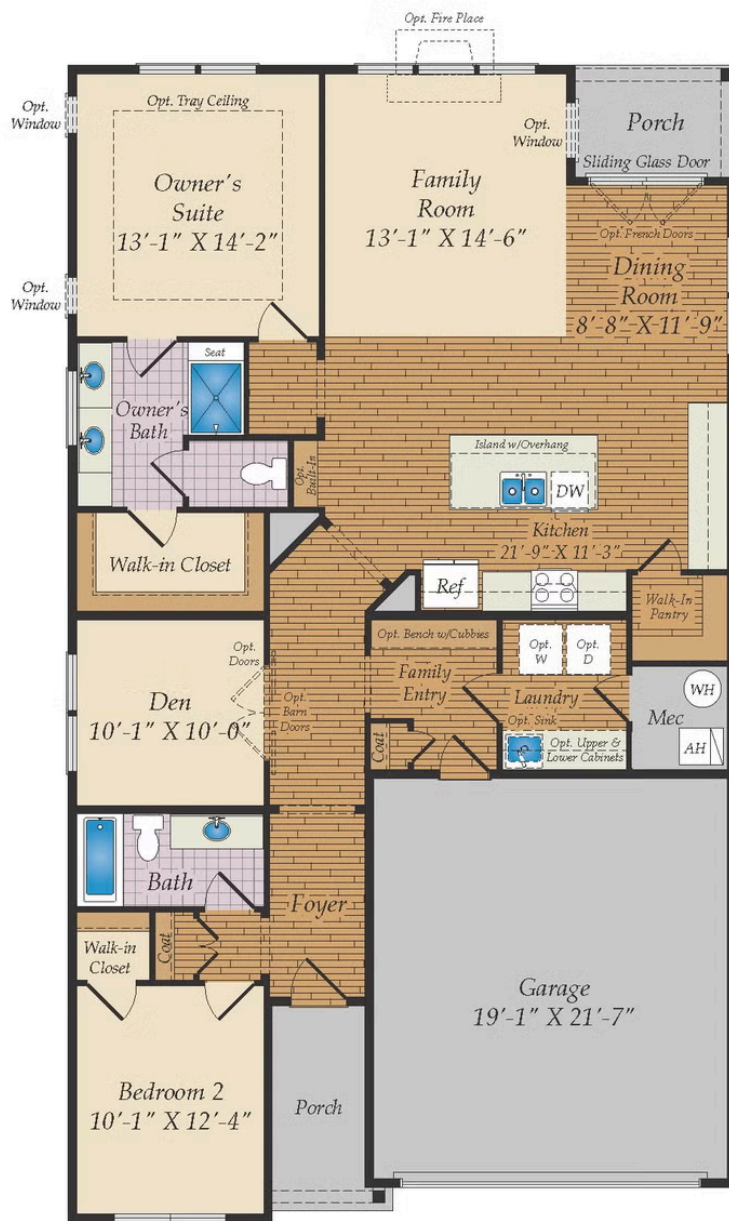 Opt. Fire Place
Opt. Tray Ceiling
Opt.
Window
Opt.
Window
Porch
Sliding Glass Door
Owner's
Suite
13'-1" X 14'-2"
Family
Room
13'-1" X 14'-6"
Opt. French Doors
Dining
Room
8'-8" X 11'-9"
Opt.
Window
Seat
Owner's
Bath
Opt.
Built-In
Island w/Overhang
DW
Kitchen
21'-9" X 11'-3"
Walk-in Closet
Ref
Walk-In
Pantry
Opt. Bench w/Cubbies
Opt.
W
Opt.
D
Opt.
Doors
Den
10'-1" X 10'-0"
Opt.
Barn
Doors
Family
Entry
Laundry
WH
Mec
Opt. Sink
Coat
Opt. Upper &
Lower Cabinets
AH
Bath
Foyer
Walk-in
Closet
Coat
Garage
19'-1" X 21'-7"
Bedroom 2
10'-1" X 12'-4"
Porch